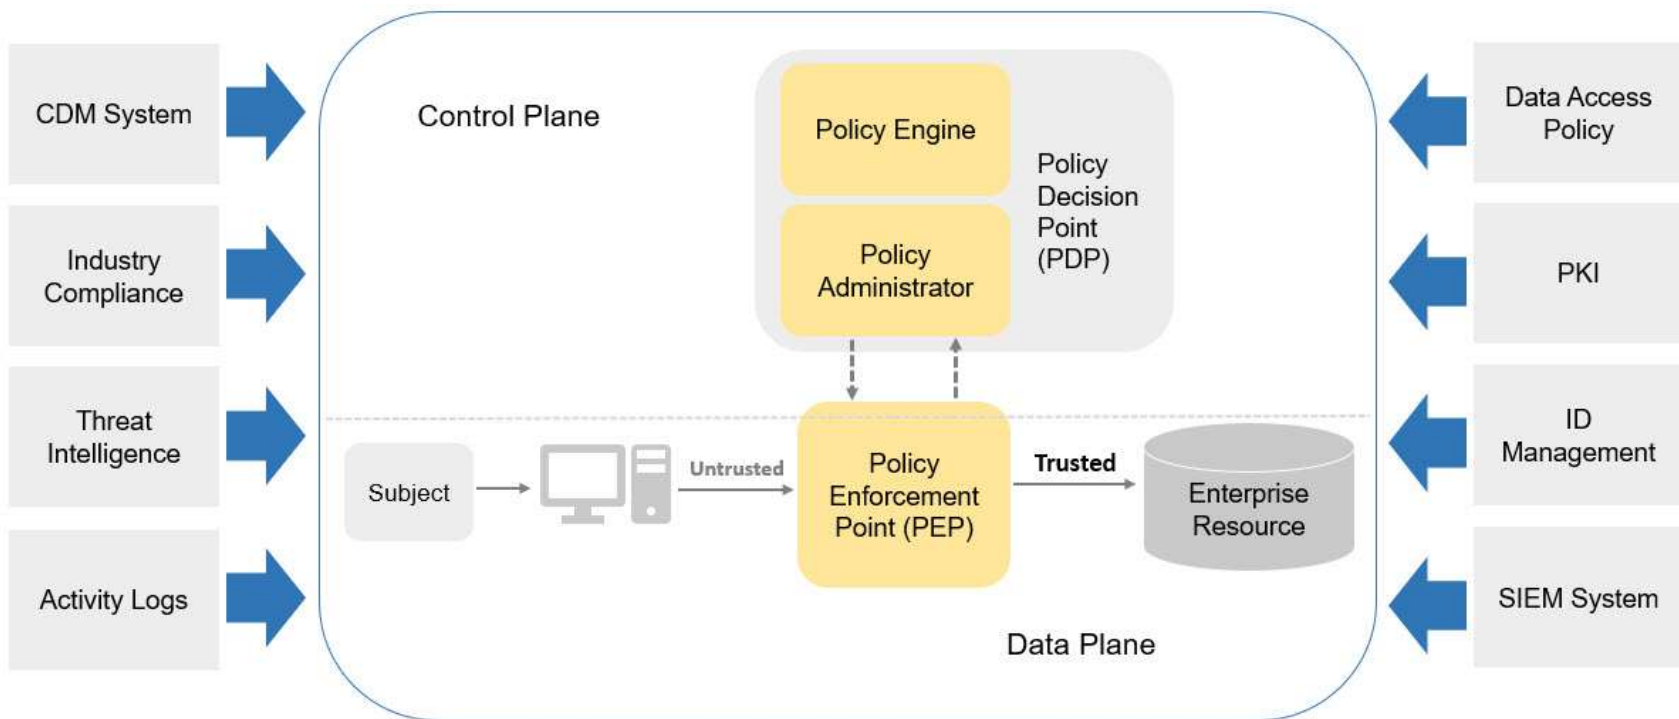 CDM System
Industry
Compliance
Threat
Intelligence
Activity Logs
Control Plane
Policy Engine
Policy
Administrator
Policy
Decision
Point
(PDP)
Subject
Untrusted
Policy
Enforcement
Point (PEP)
Trusted
Enterprise
Resource
Data Plane
Data Access
Policy
PKI
ID
Management
SIEM System